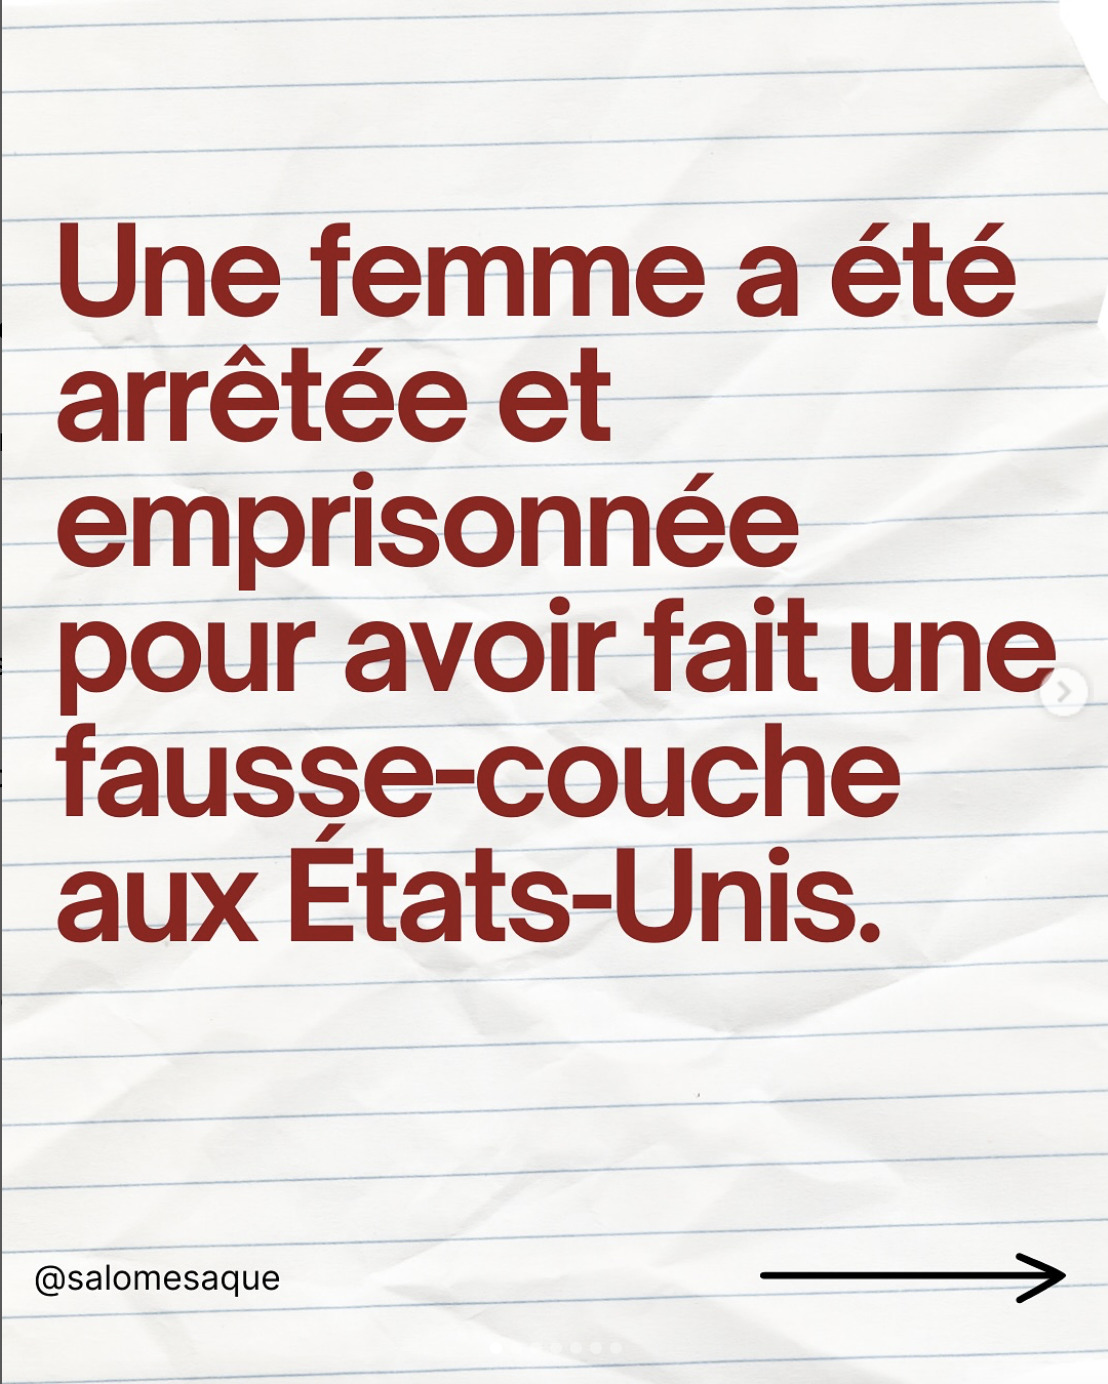 Une femme a été
arrêtée et
emprisonnée
pour avoir fait une
fausse-couche
aux États-Unis.
@salomesaque